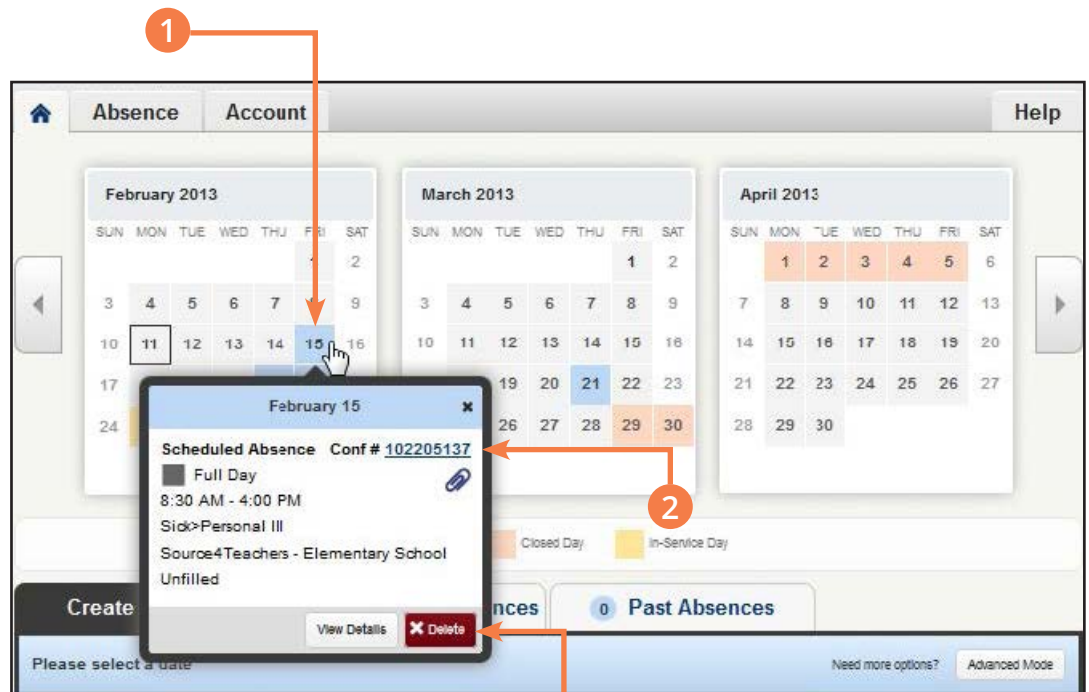 1
Absence Account Help
February 2013 March 2013 April 2013
SUN MON TUE WED THU FRI SAT SUN MON TUE WED THU FRI SAT SUN MON TUE WED THU FRI SAT
1 2 1 2 1 2 3 4 5 6
3 4 5 6 7 8 9 3 4 5 6 7 8 9 7 8 9 10 11 12 13
10 11 12 13 14 15 16 10 11 12 13 14 15 16 14 15 16 17 18 19 20
17 19 20 21 22 23 21 22 23 24 25 26 27
24 26 27 28 29 30 28 29 30
February 15
Scheduled Absence Conf # 102205137
Full Day
8:30 AM - 4:00 PM
Sick>Personal Ill
Source4Teachers - Elementary School
Unfilled
View Details Delete
2
Closed Day In-Service Day
Create nces 0 Past Absences
Please select a date Need more options? Advanced Mode